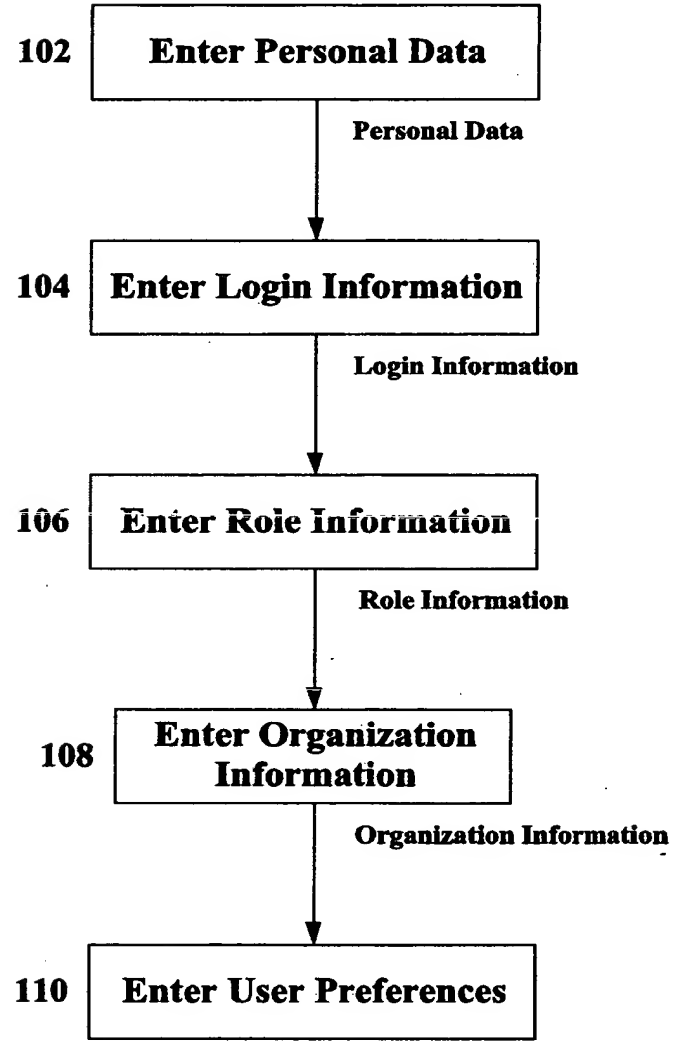 102 Enter Personal Data
Personal Data
104 Enter Login Information
Login Information
106 Enter Role Information
Role Information
108 Enter Organization
Information
Organization Information
110 Enter User Preferences